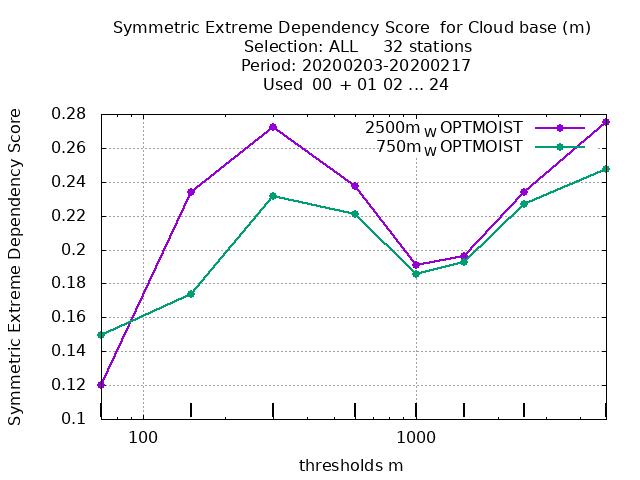 Symmetric Extreme Dependency Score  for Cloud base (m)
Selection: ALL     32 stations
Period: 20200203-20200217
Used  00 + 01 02 ... 24
Symmetric Extreme Dependency Score
0.28
0.26
0.24
0.22
0.2
0.18
0.16
0.14
0.12
0.1
2500m_W OPTMOIST
750m_W OPTMOIST
100
1000
thresholds m